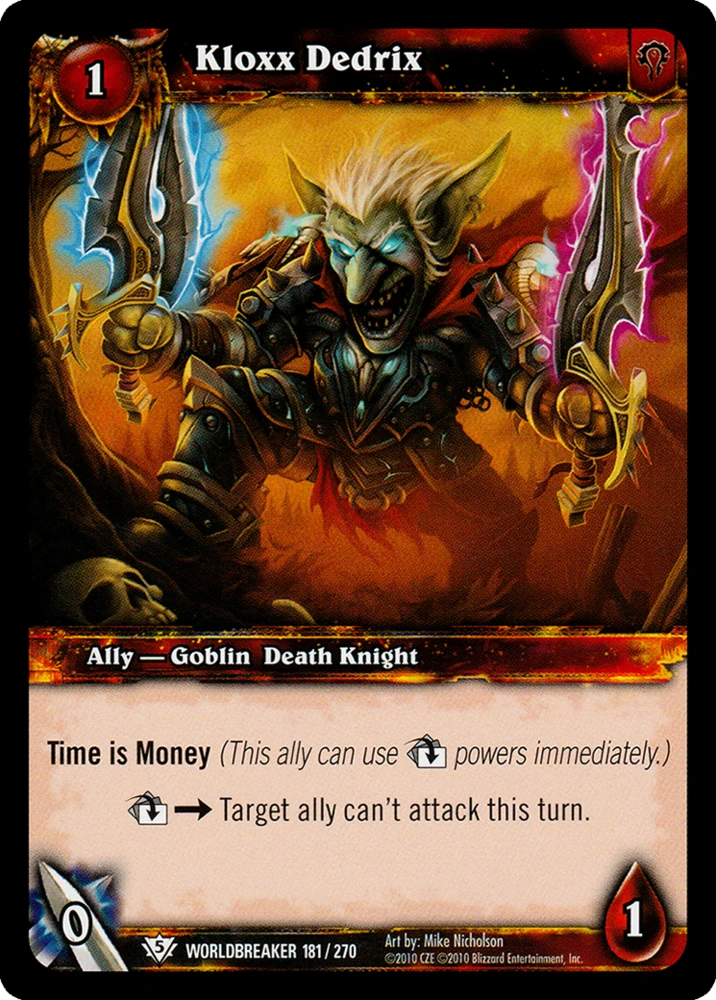 1
Kloxx Dedrix
Ally — Goblin Death Knight
Time is Money (This ally can use powers immediately.)
Target ally can't attack this turn.
0
5
WORLDBREAKER 181 / 270
Art by: Mike Nicholson
©2010 CZE ©2010 Blizzard Entertainment, Inc.
1